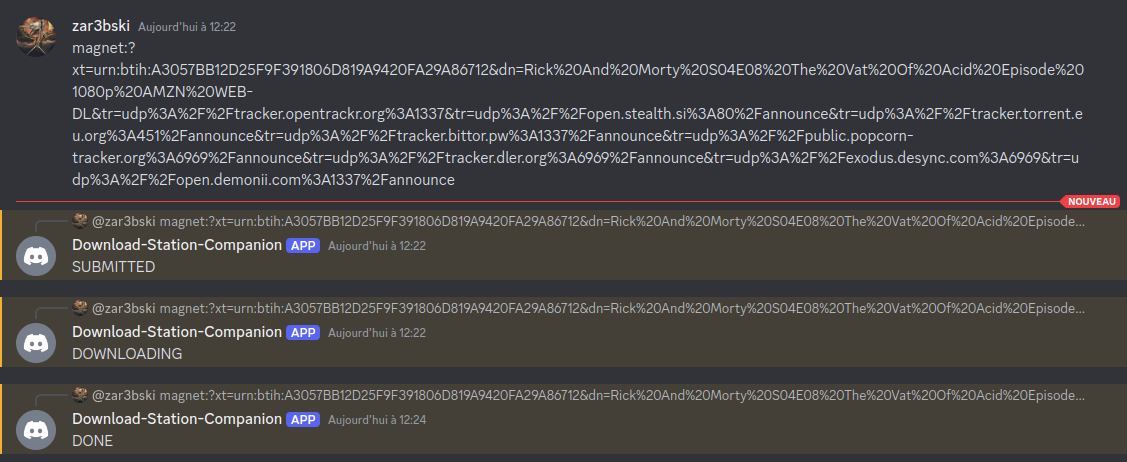 zar3bski Aujourd'hui à 12:22
magnet:?
xt=urn:btih:A3057BB12D25F9F391806D819A9420FA29A86712&dn=Rick%20And%20Morty%20S04E08%20The%20Vat%20Of%20Acid%20Episode%20
1080p%20AMZN%20WEB-
DL&tr=udp%3A%2F%2Ftracker.opentrackr.org%3A1337&tr=udp%3A%2F%2Fopen.stealth.si%3A80%2Fannounce&tr=udp%3A%2F%2Ftracker.torrent.e
u.org%3A451%2Fannounce&tr=udp%3A%2F%2Ftracker.bittor.pw%3A1337%2Fannounce&tr=udp%3A%2F%2Fpublic.popcorn-
tracker.org%3A6969%2Fannounce&tr=udp%3A%2F%2Ftracker.dler.org%3A6969%2Fannounce&tr=udp%3A%2F%2Fexodus.desync.com%3A6969&tr=u
dp%3A%2F%2Fopen.demonii.com%3A1337%2Fannounce
NOUVEAU
@zar3bski magnet:?xt=urn:btih:A3057BB12D25F9F391806D819A9420FA29A86712&dn=Rick%20And%20Morty%20S04E08%20The%20Vat%20Of%20Acid%20Episode...
Download-Station-Companion APP Aujourd'hui à 12:22
SUBMITTED
@zar3bski magnet:?xt=urn:btih:A3057BB12D25F9F391806D819A9420FA29A86712&dn=Rick%20And%20Morty%20S04E08%20The%20Vat%20Of%20Acid%20Episode...
Download-Station-Companion APP Aujourd'hui à 12:22
DOWNLOADING
@zar3bski magnet:?xt=urn:btih:A3057BB12D25F9F391806D819A9420FA29A86712&dn=Rick%20And%20Morty%20S04E08%20The%20Vat%20Of%20Acid%20Episode...
Download-Station-Companion APP Aujourd'hui à 12:24
DONE